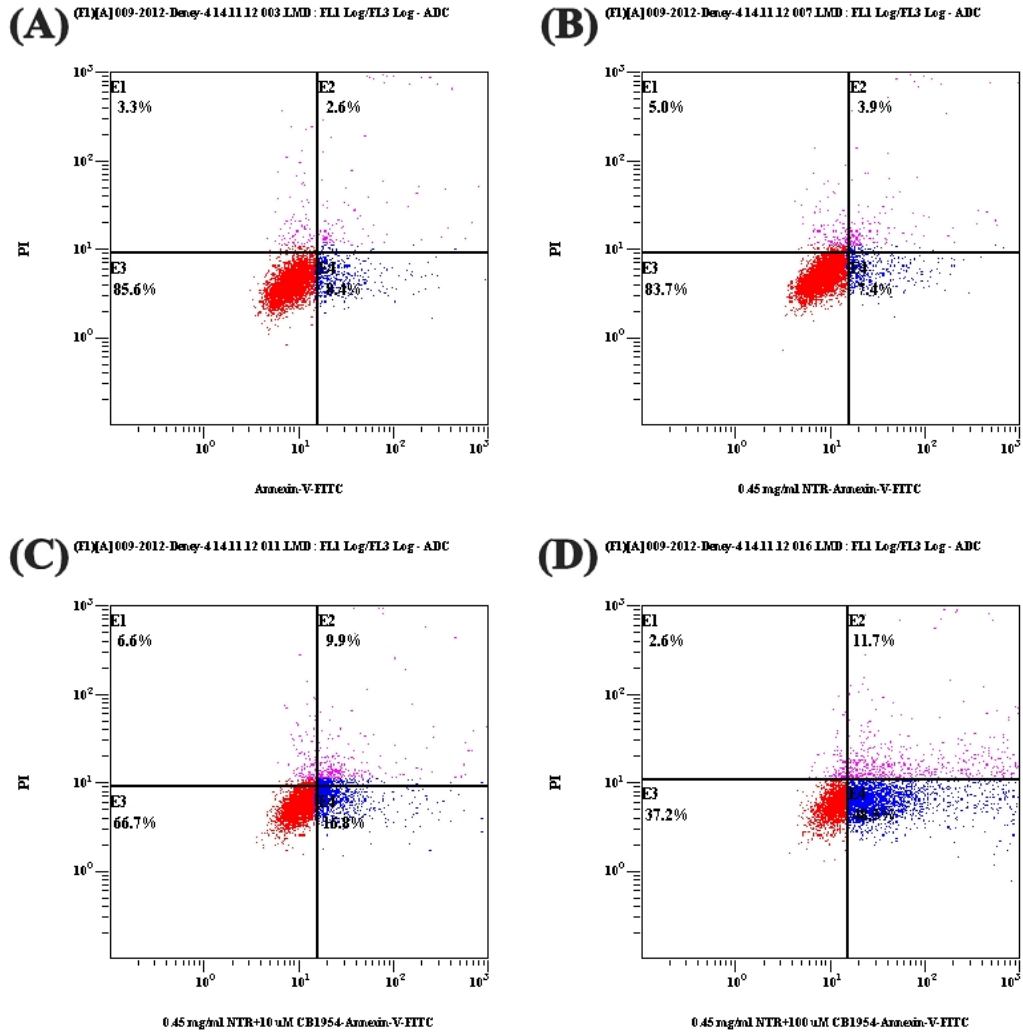 (A) (F1)[A] 009-2012-Deney-4 14.11.12 003.LMD : FL1 Log/FL3 Log - ADC
E1 E2
3.3% 2.6%
E3 E4
85.6% 8.4%
PI
10³
10²
10¹
10⁰
10⁰ 10¹ 10² 10³
Annexin-V-FITC
(B) (F1)[A] 009-2012-Deney-4 14.11.12 007.LMD : FL1 Log/FL3 Log - ADC
E1 E2
5.0% 3.9%
E3 E4
83.7% 7.4%
PI
10³
10²
10¹
10⁰
10⁰ 10¹ 10² 10³
0.45 mg/ml NTR-Annexin-V-FITC
(C) (F1)[A] 009-2012-Deney-4 14.11.12 011.LMD : FL1 Log/FL3 Log - ADC
E1 E2
6.6% 9.9%
E3
66.7% 16.8%
PI
10³
10²
10¹
10⁰
10⁰ 10¹ 10² 10³
0.45 mg/ml NTR+10 uM CB1954-Annexin-V-FITC
(D) (F1)[A] 009-2012-Deney-4 14.11.12 016.LMD : FL1 Log/FL3 Log - ADC
E1 E2
2.6% 11.7%
E3
37.2%
PI
10³
10²
10¹
10⁰
10⁰ 10¹ 10² 10³
0.45 mg/ml NTR+100 uM CB1954-Annexin-V-FITC